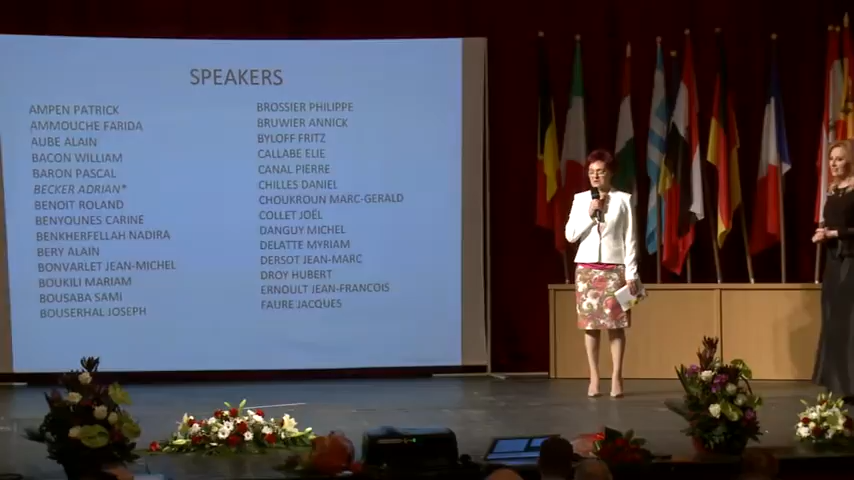 SPEAKERS
AMPEN PATRICK
AMMOUCHE FARIDA
AUBE ALAIN
BACON WILLIAM
BARON PASCAL
BECKER ADRIAN*
BENOIT ROLAND
BENYOUNES CARINE
BENKHERFELLAH NADIRA
BERY ALAIN
BONVARLET JEAN-MICHEL
BOUKILI MARIAM
BOUSABA SAMI
BOUSERHAL JOSEPH
BROSSIER PHILIPPE
BRUWIER ANNICK
BYLOFF FRITZ
CALLABE ELIE
CANAL PIERRE
CHILLES DANIEL
CHOUKROUN MARC-GERALD
COLLET JOËL
DANGUY MICHEL
DELATTE MYRIAM
DERSOT JEAN-MARC
DROY HUBERT
ERNOULT JEAN-FRANCOIS
FAURE JACQUES